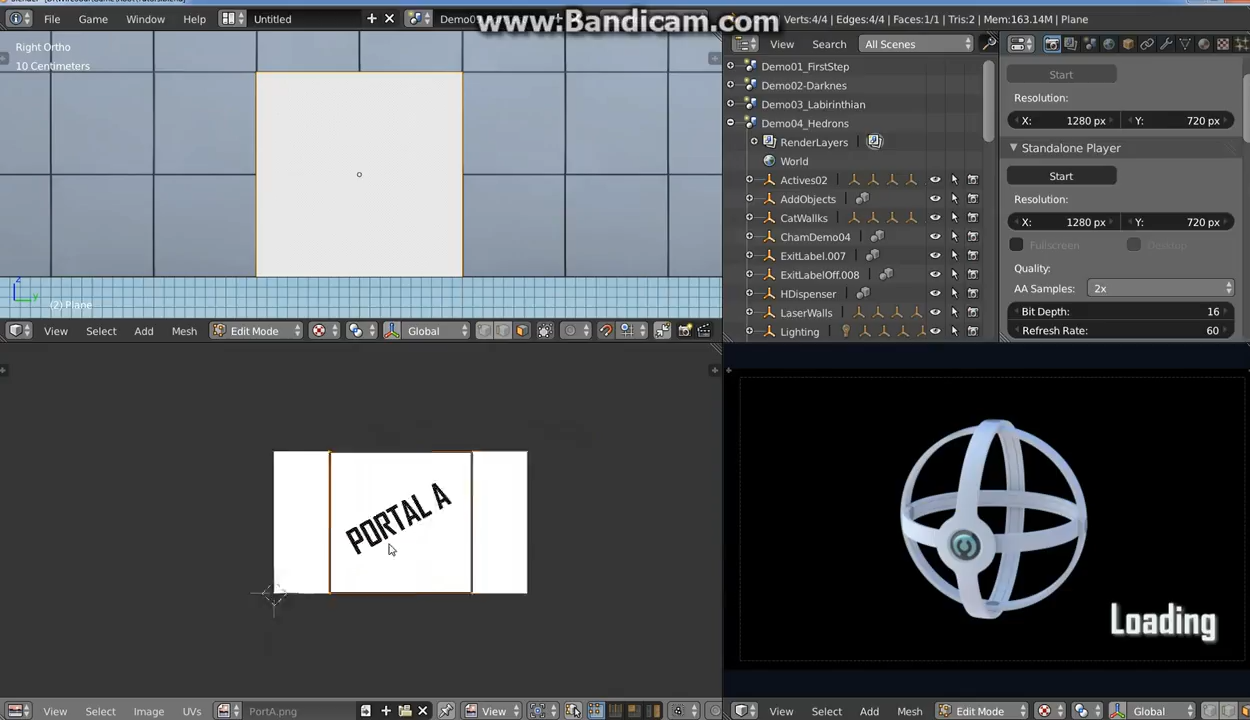 www.Bandicam.com
File Game Window Help Untitled Verts:4/4 | Edges:4/4 | Faces:1/1 | Tris:2 | Mem:163.14M | Plane
Right Ortho
10 Centimeters
(2) Plane
View Select Add Mesh Edit Mode Global
View Search All Scenes
Demo01_FirstStep
Demo02-Darknes
Demo03_Labirinthian
Demo04_Hedrons
RenderLayers
World
Actives02
AddObjects
CatWallks
ChamDemo04
ExitLabel.007
ExitLabelOff.008
HDispenser
LaserWalls
Lighting
Start
Resolution:
X: 1280 px Y: 720 px
Standalone Player
Start
Resolution:
X: 1280 px Y: 720 px
Fullscreen Desktop
Quality:
AA Samples: 2x
Bit Depth: 16
Refresh Rate: 60
PORTAL A
Loading
View Select Image UVs PortA.png View
View Select Add Mesh Edit Mode Global